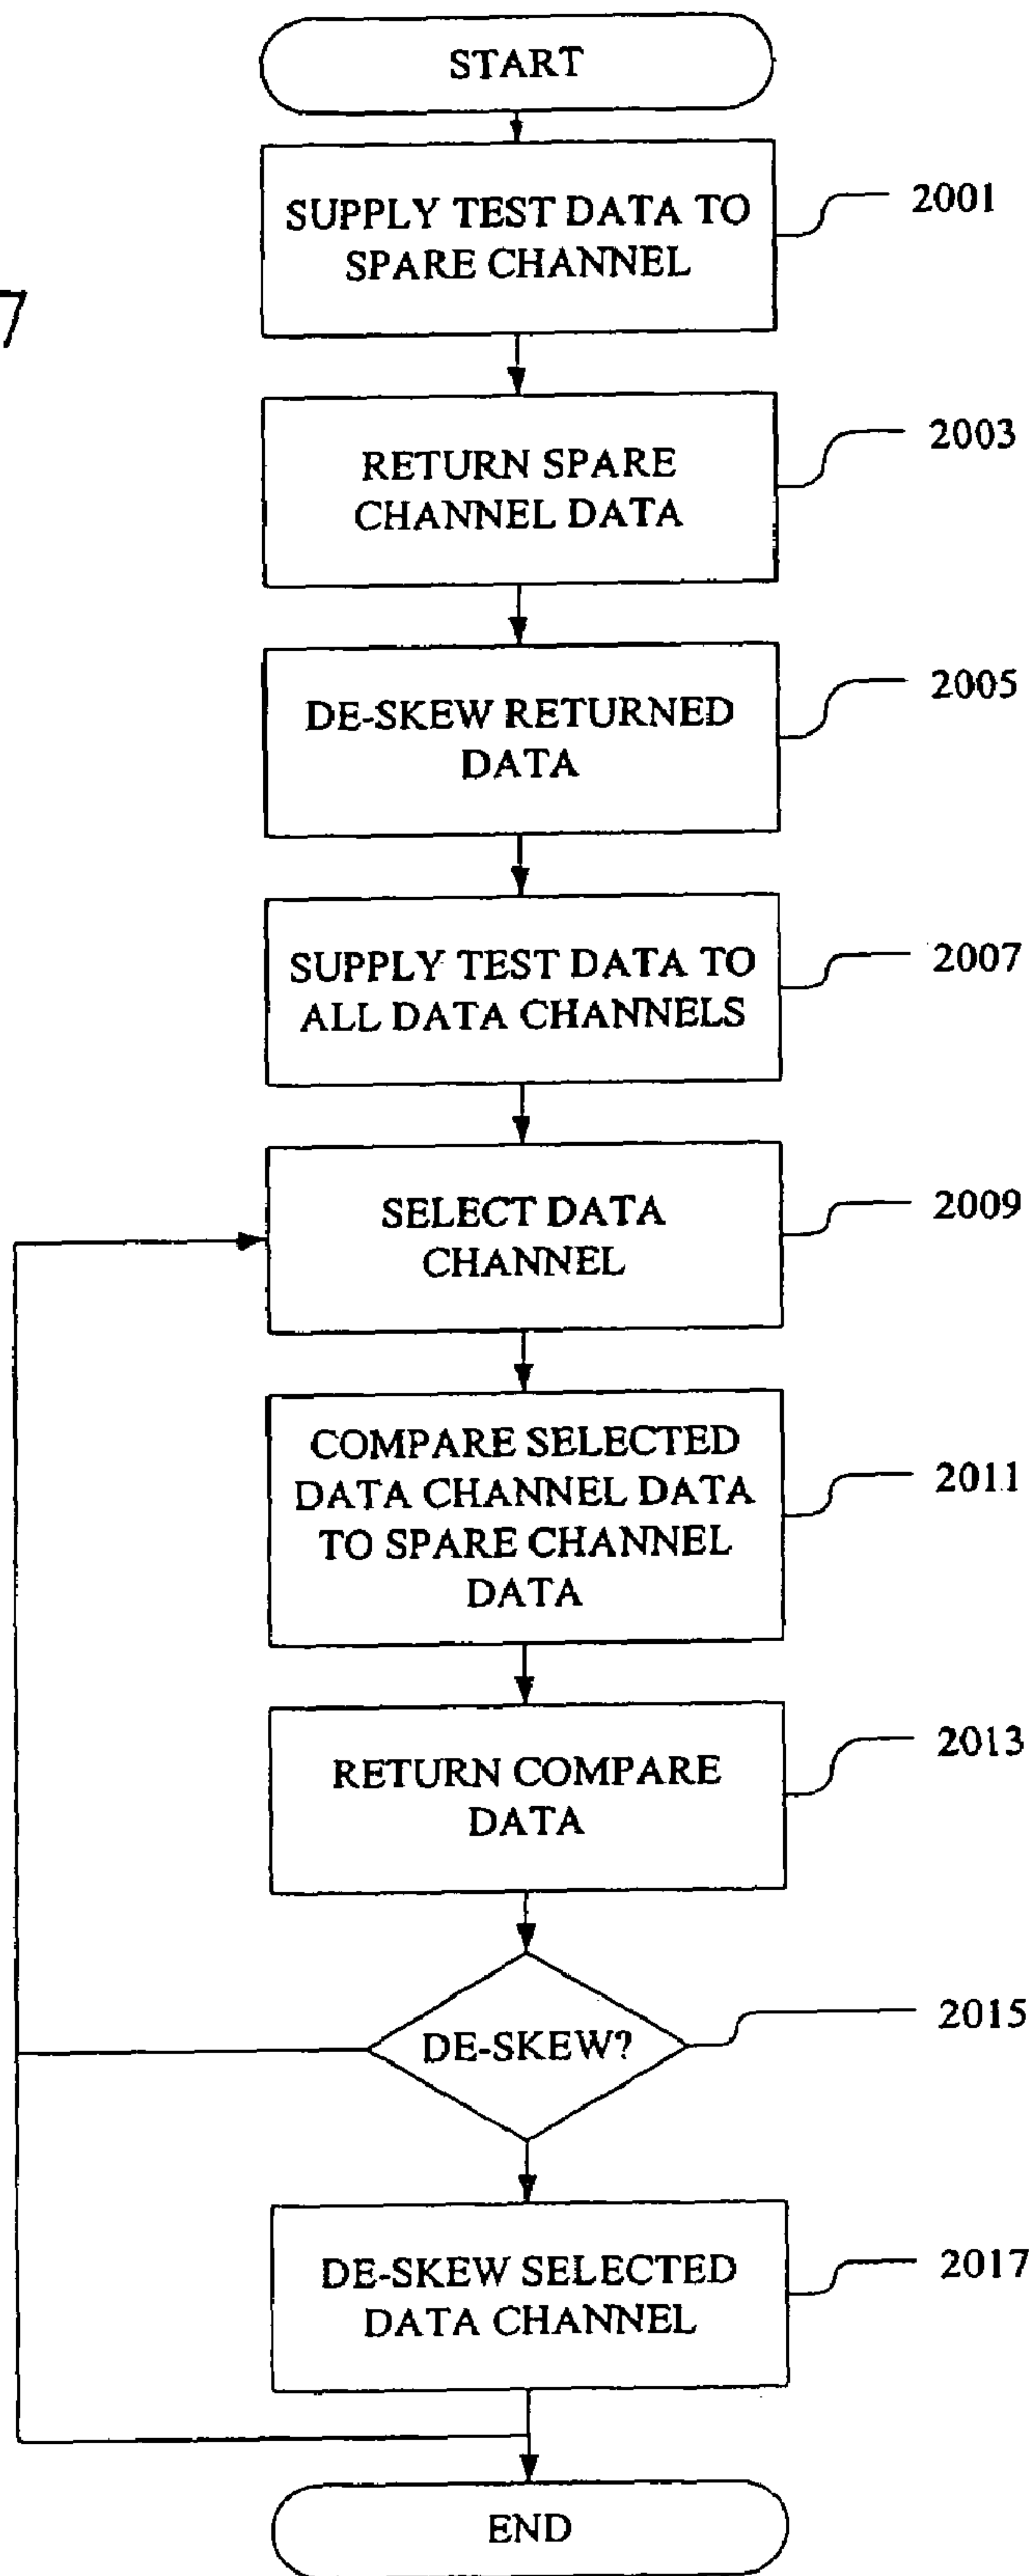 START
SUPPLY TEST DATA TO
SPARE CHANNEL
2001
7
RETURN SPARE
CHANNEL DATA
2003
DE-SKEW RETURNED
DATA
2005
SUPPLY TEST DATA TO
ALL DATA CHANNELS
2007
SELECT DATA
CHANNEL
2009
COMPARE SELECTED
DATA CHANNEL DATA
TO SPARE CHANNEL
DATA
2011
RETURN COMPARE
DATA
2013
DE-SKEW?
2015
DE-SKEW SELECTED
DATA CHANNEL
2017
END